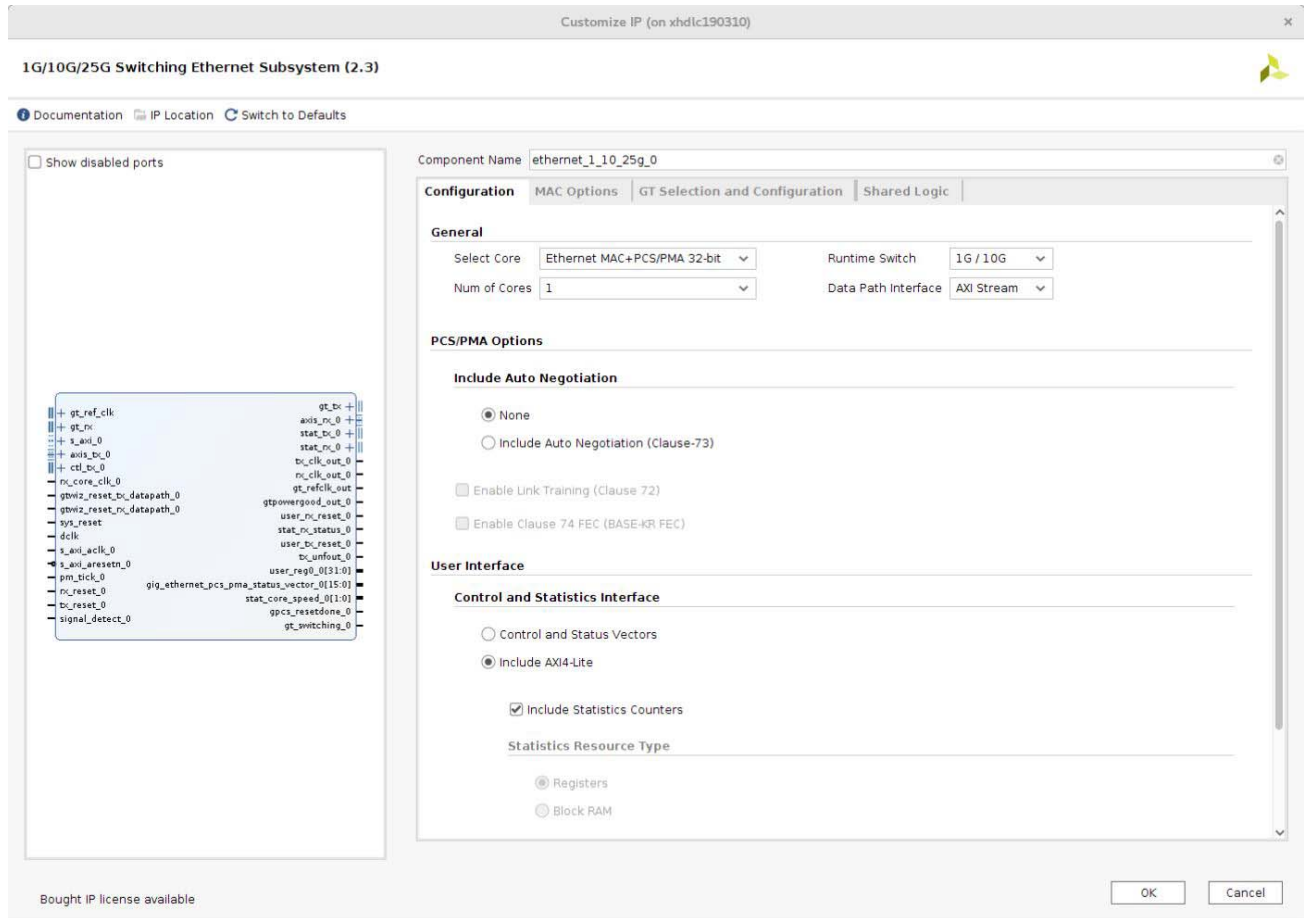 Customize IP (on xhdlc190310)
1G/10G/25G Switching Ethernet Subsystem (2.3)
Documentation IP Location Switch to Defaults
Show disabled ports
gt_ref_clk
gt_rx
s_axi_0
axis_tx_0
ctl_tx_0
rx_core_clk_0
gtwiz_reset_tx_datapath_0
gtwiz_reset_rx_datapath_0
sys_reset
dclk
s_axi_aclk_0
s_axi_aresetn_0
pm_tick_0
rx_reset_0
tx_reset_0
signal_detect_0
gt_tx
axis_rx_0
stat_tx_0
stat_rx_0
tx_clk_out_0
rx_clk_out_0
gt_refclk_out
gtpowergood_out_0
user_rx_reset_0
stat_rx_status_0
user_tx_reset_0
tx_unfout_0
user_reg0_0[31:0]
gig_ethernet_pcs_pma_status_vector_0[15:0]
stat_core_speed_0[1:0]
gpcs_resetdone_0
gt_switching_0
Component Name ethernet_1_10_25g_0
Configuration MAC Options GT Selection and Configuration Shared Logic
General
Select Core Ethernet MAC+PCS/PMA 32-bit Runtime Switch 1G / 10G
Num of Cores 1 Data Path Interface AXI Stream
PCS/PMA Options
Include Auto Negotiation
None
Include Auto Negotiation (Clause-73)
Enable Link Training (Clause 72)
Enable Clause 74 FEC (BASE-KR FEC)
User Interface
Control and Statistics Interface
Control and Status Vectors
Include AXI4-Lite
Include Statistics Counters
Statistics Resource Type
Registers
Block RAM
Bought IP license available
OK Cancel